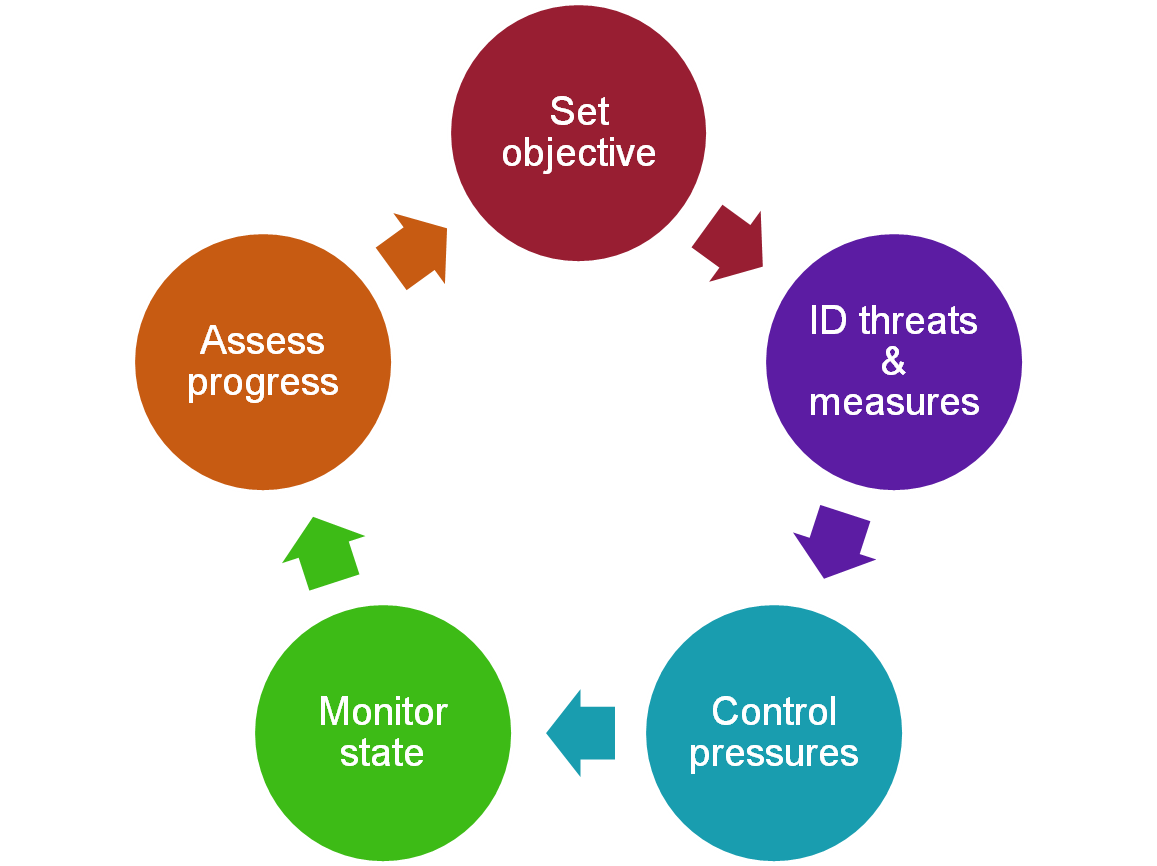 Set
objective
ID threats
&
measures
Control
pressures
Monitor
state
Assess
progress